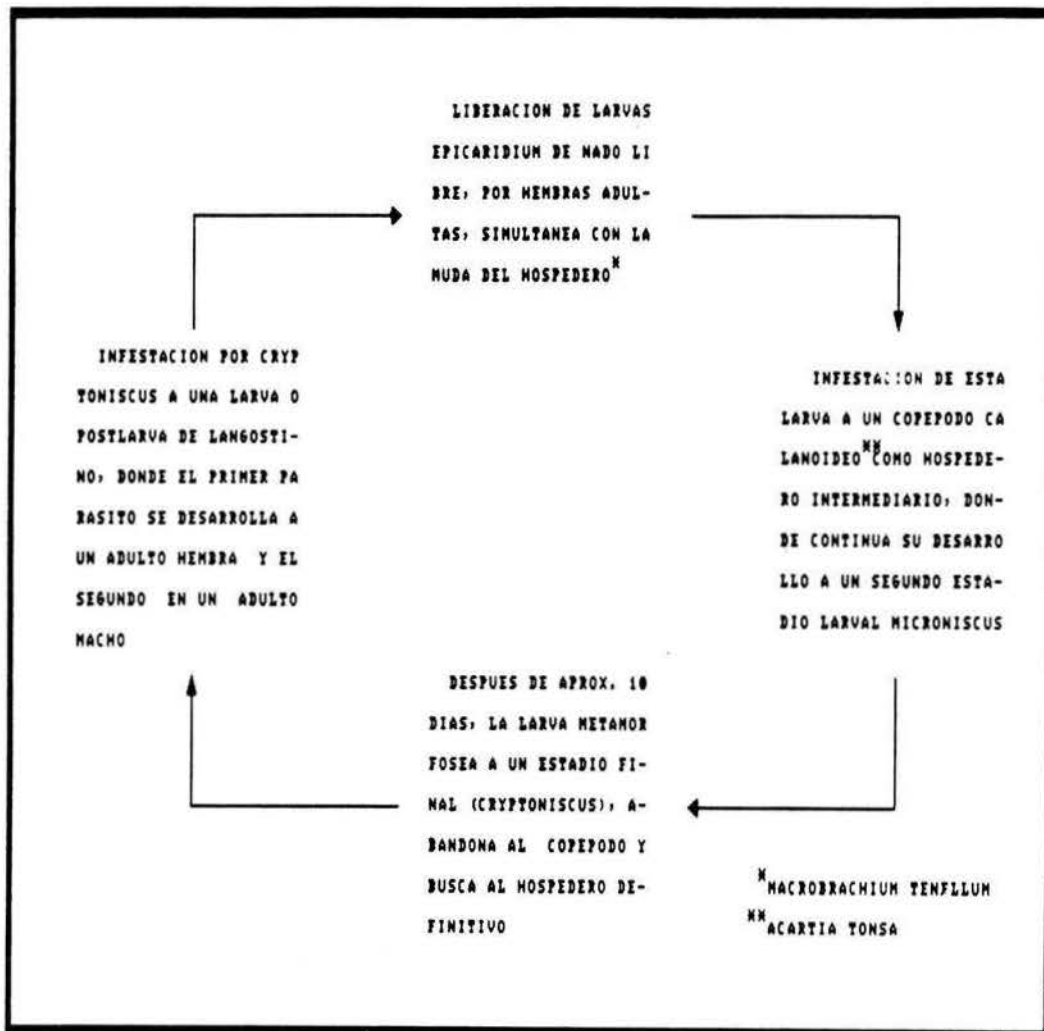 LIBERACION DE LARVAS
EPICARIDIUM DE NADO LI
BRE, POR HEMBRAS ADUL-
TAS, SIMULTANEA CON LA
MUDA DEL HOSPEDERO*
INFESTACION DE ESTA
LARVA A UN COPEPODO CA
LANOIDEO**COMO HOSPEDE-
RO INTERMEDIARIO, DON-
DE CONTINUA SU DESARRO
LLO A UN SEGUNDO ESTA-
DIO LARVAL MICRONISCUS
DESPUES DE APROX. 10
DIAS, LA LARVA METAMOR
FOSEA A UN ESTADIO FI-
NAL (CRYPTONISCUS), A-
BANDONA AL COPEPODO Y
BUSCA AL HOSPEDERO DE-
FINITIVO
INFESTACION POR CRYP
TONISCUS A UNA LARVA O
POSTLARVA DE LANGOSTI-
NO, DONDE EL PRIMER PA
RASITO SE DESARROLLA A
UN ADULTO HEMBRA Y EL
SEGUNDO EN UN ADULTO
MACHO
*MACROBRACHIUM TENELLUM
**ACARTIA TONSA